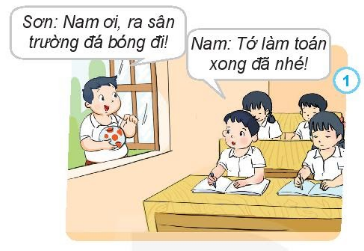 Sơn: Nam ơi, ra sân
trường đá bóng đi!
Nam: Tớ làm toán
xong đã nhé!
1